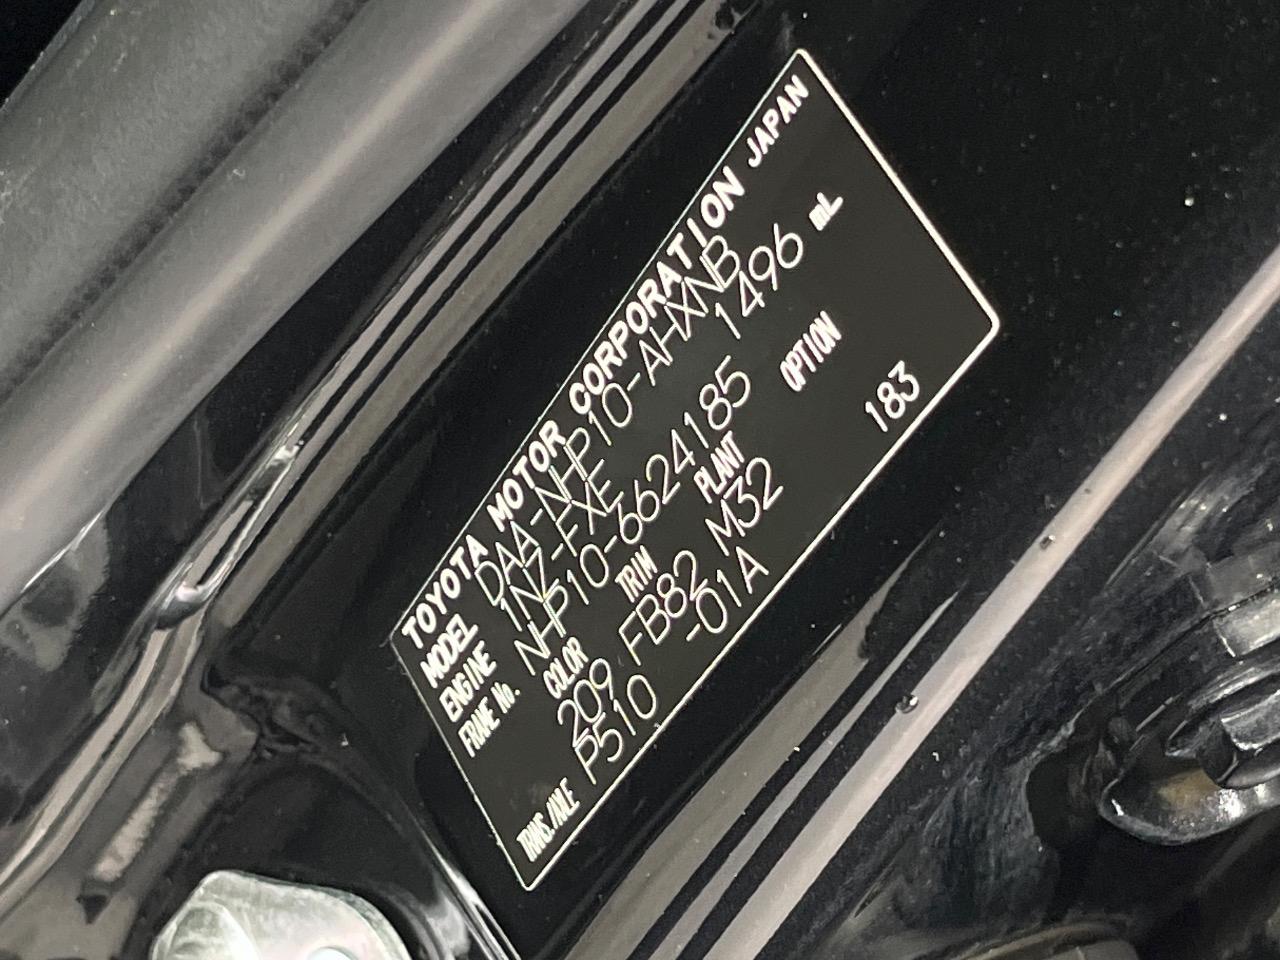 TOYOTA MOTOR CORPORATION JAPAN
MODEL DAA-NHP10-AHXNB
ENGINE 1NZ-FXE 1496 mL
FRAME No. NHP10-6624185
COLOR TRIM PLANT OPTION
209 FB82 M32 183
TRANS./AXLE P510 -01A